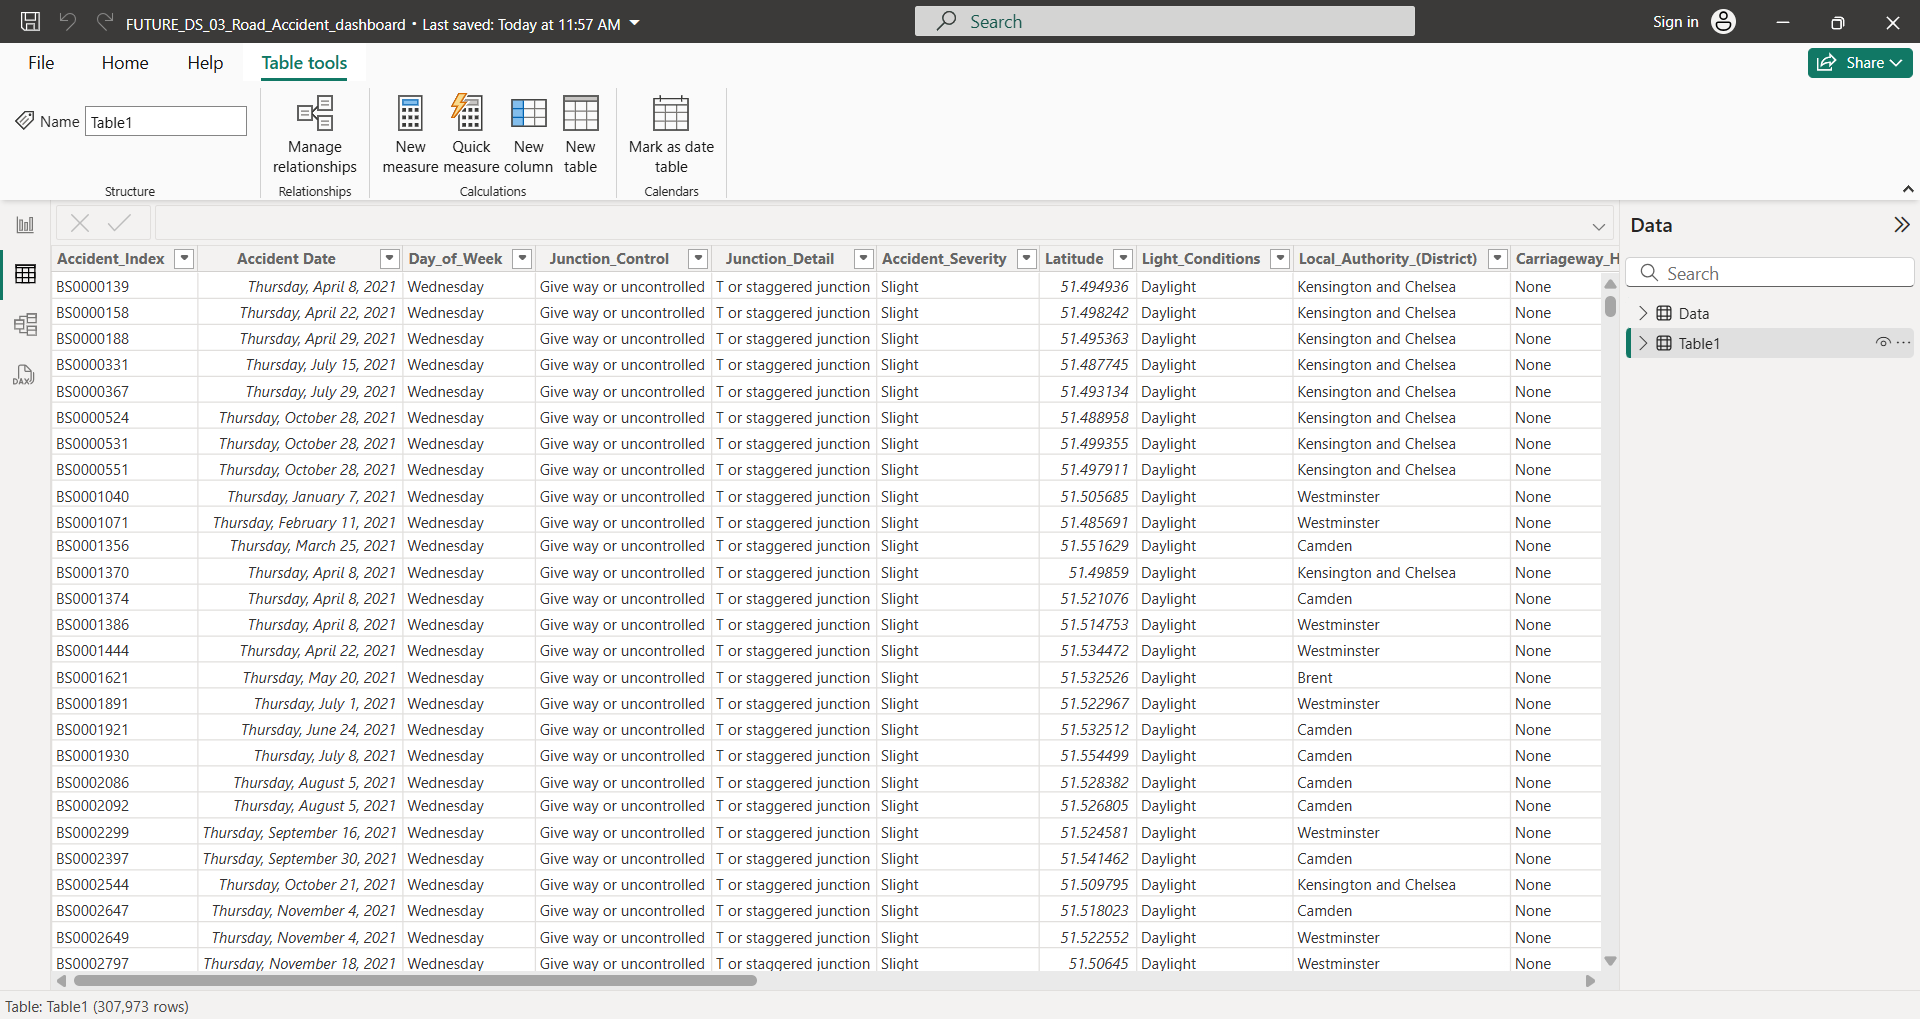 FUTURE_DS_03_Road_Accident_dashboard • Last saved: Today at 11:57 AM
Search
Sign in
File Home Help Table tools
Share
Name Table1
Manage relationships
New measure
Quick measure
New column
New table
Mark as date table
Structure Relationships Calculations Calendars
Accident_Index Accident Date Day_of_Week Junction_Control Junction_Detail Accident_Severity Latitude Light_Conditions Local_Authority_(District) Carriageway_H
BS0000139 Thursday, April 8, 2021 Wednesday Give way or uncontrolled T or staggered junction Slight 51.494936 Daylight Kensington and Chelsea None
BS0000158 Thursday, April 22, 2021 Wednesday Give way or uncontrolled T or staggered junction Slight 51.498242 Daylight Kensington and Chelsea None
BS0000188 Thursday, April 29, 2021 Wednesday Give way or uncontrolled T or staggered junction Slight 51.495363 Daylight Kensington and Chelsea None
BS0000331 Thursday, July 15, 2021 Wednesday Give way or uncontrolled T or staggered junction Slight 51.487745 Daylight Kensington and Chelsea None
BS0000367 Thursday, July 29, 2021 Wednesday Give way or uncontrolled T or staggered junction Slight 51.493134 Daylight Kensington and Chelsea None
BS0000524 Thursday, October 28, 2021 Wednesday Give way or uncontrolled T or staggered junction Slight 51.488958 Daylight Kensington and Chelsea None
BS0000531 Thursday, October 28, 2021 Wednesday Give way or uncontrolled T or staggered junction Slight 51.499355 Daylight Kensington and Chelsea None
BS0000551 Thursday, October 28, 2021 Wednesday Give way or uncontrolled T or staggered junction Slight 51.497911 Daylight Kensington and Chelsea None
BS0001040 Thursday, January 7, 2021 Wednesday Give way or uncontrolled T or staggered junction Slight 51.505685 Daylight Westminster None
BS0001071 Thursday, February 11, 2021 Wednesday Give way or uncontrolled T or staggered junction Slight 51.485691 Daylight Westminster None
BS0001356 Thursday, March 25, 2021 Wednesday Give way or uncontrolled T or staggered junction Slight 51.551629 Daylight Camden None
BS0001370 Thursday, April 8, 2021 Wednesday Give way or uncontrolled T or staggered junction Slight 51.49859 Daylight Kensington and Chelsea None
BS0001374 Thursday, April 8, 2021 Wednesday Give way or uncontrolled T or staggered junction Slight 51.521076 Daylight Camden None
BS0001386 Thursday, April 8, 2021 Wednesday Give way or uncontrolled T or staggered junction Slight 51.514753 Daylight Westminster None
BS0001444 Thursday, April 22, 2021 Wednesday Give way or uncontrolled T or staggered junction Slight 51.534472 Daylight Westminster None
BS0001621 Thursday, May 20, 2021 Wednesday Give way or uncontrolled T or staggered junction Slight 51.532526 Daylight Brent None
BS0001891 Thursday, July 1, 2021 Wednesday Give way or uncontrolled T or staggered junction Slight 51.522967 Daylight Westminster None
BS0001921 Thursday, June 24, 2021 Wednesday Give way or uncontrolled T or staggered junction Slight 51.532512 Daylight Camden None
BS0001930 Thursday, July 8, 2021 Wednesday Give way or uncontrolled T or staggered junction Slight 51.554499 Daylight Camden None
BS0002086 Thursday, August 5, 2021 Wednesday Give way or uncontrolled T or staggered junction Slight 51.528382 Daylight Camden None
BS0002092 Thursday, August 5, 2021 Wednesday Give way or uncontrolled T or staggered junction Slight 51.526805 Daylight Camden None
BS0002299 Thursday, September 16, 2021 Wednesday Give way or uncontrolled T or staggered junction Slight 51.524581 Daylight Westminster None
BS0002397 Thursday, September 30, 2021 Wednesday Give way or uncontrolled T or staggered junction Slight 51.541462 Daylight Camden None
BS0002544 Thursday, October 21, 2021 Wednesday Give way or uncontrolled T or staggered junction Slight 51.509795 Daylight Kensington and Chelsea None
BS0002647 Thursday, November 4, 2021 Wednesday Give way or uncontrolled T or staggered junction Slight 51.518023 Daylight Camden None
BS0002649 Thursday, November 4, 2021 Wednesday Give way or uncontrolled T or staggered junction Slight 51.522552 Daylight Westminster None
BS0002797 Thursday, November 18, 2021 Wednesday Give way or uncontrolled T or staggered junction Slight 51.50645 Daylight Westminster None
DAX
Data
Search
Data
Table1
Table: Table1 (307,973 rows)